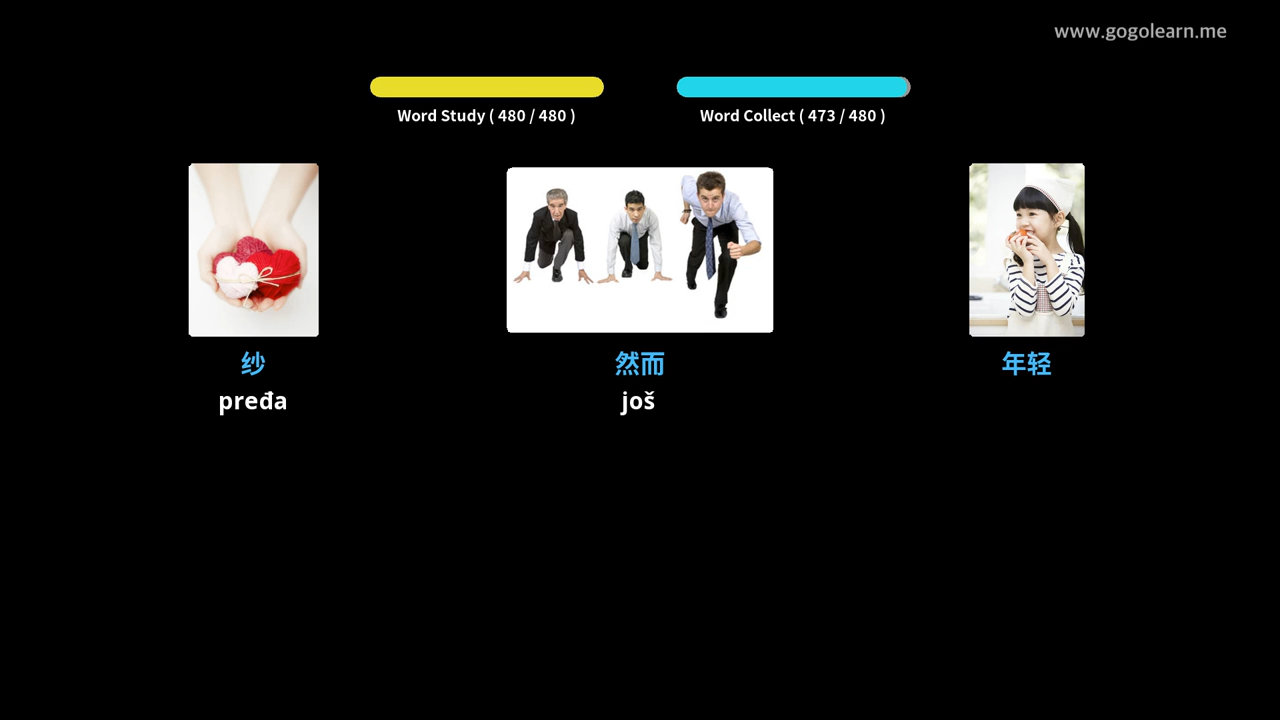 www.gogolearn.me
Word Study ( 480 / 480 )
Word Collect ( 473 / 480 )
纱
然而
年轻
pređa
još